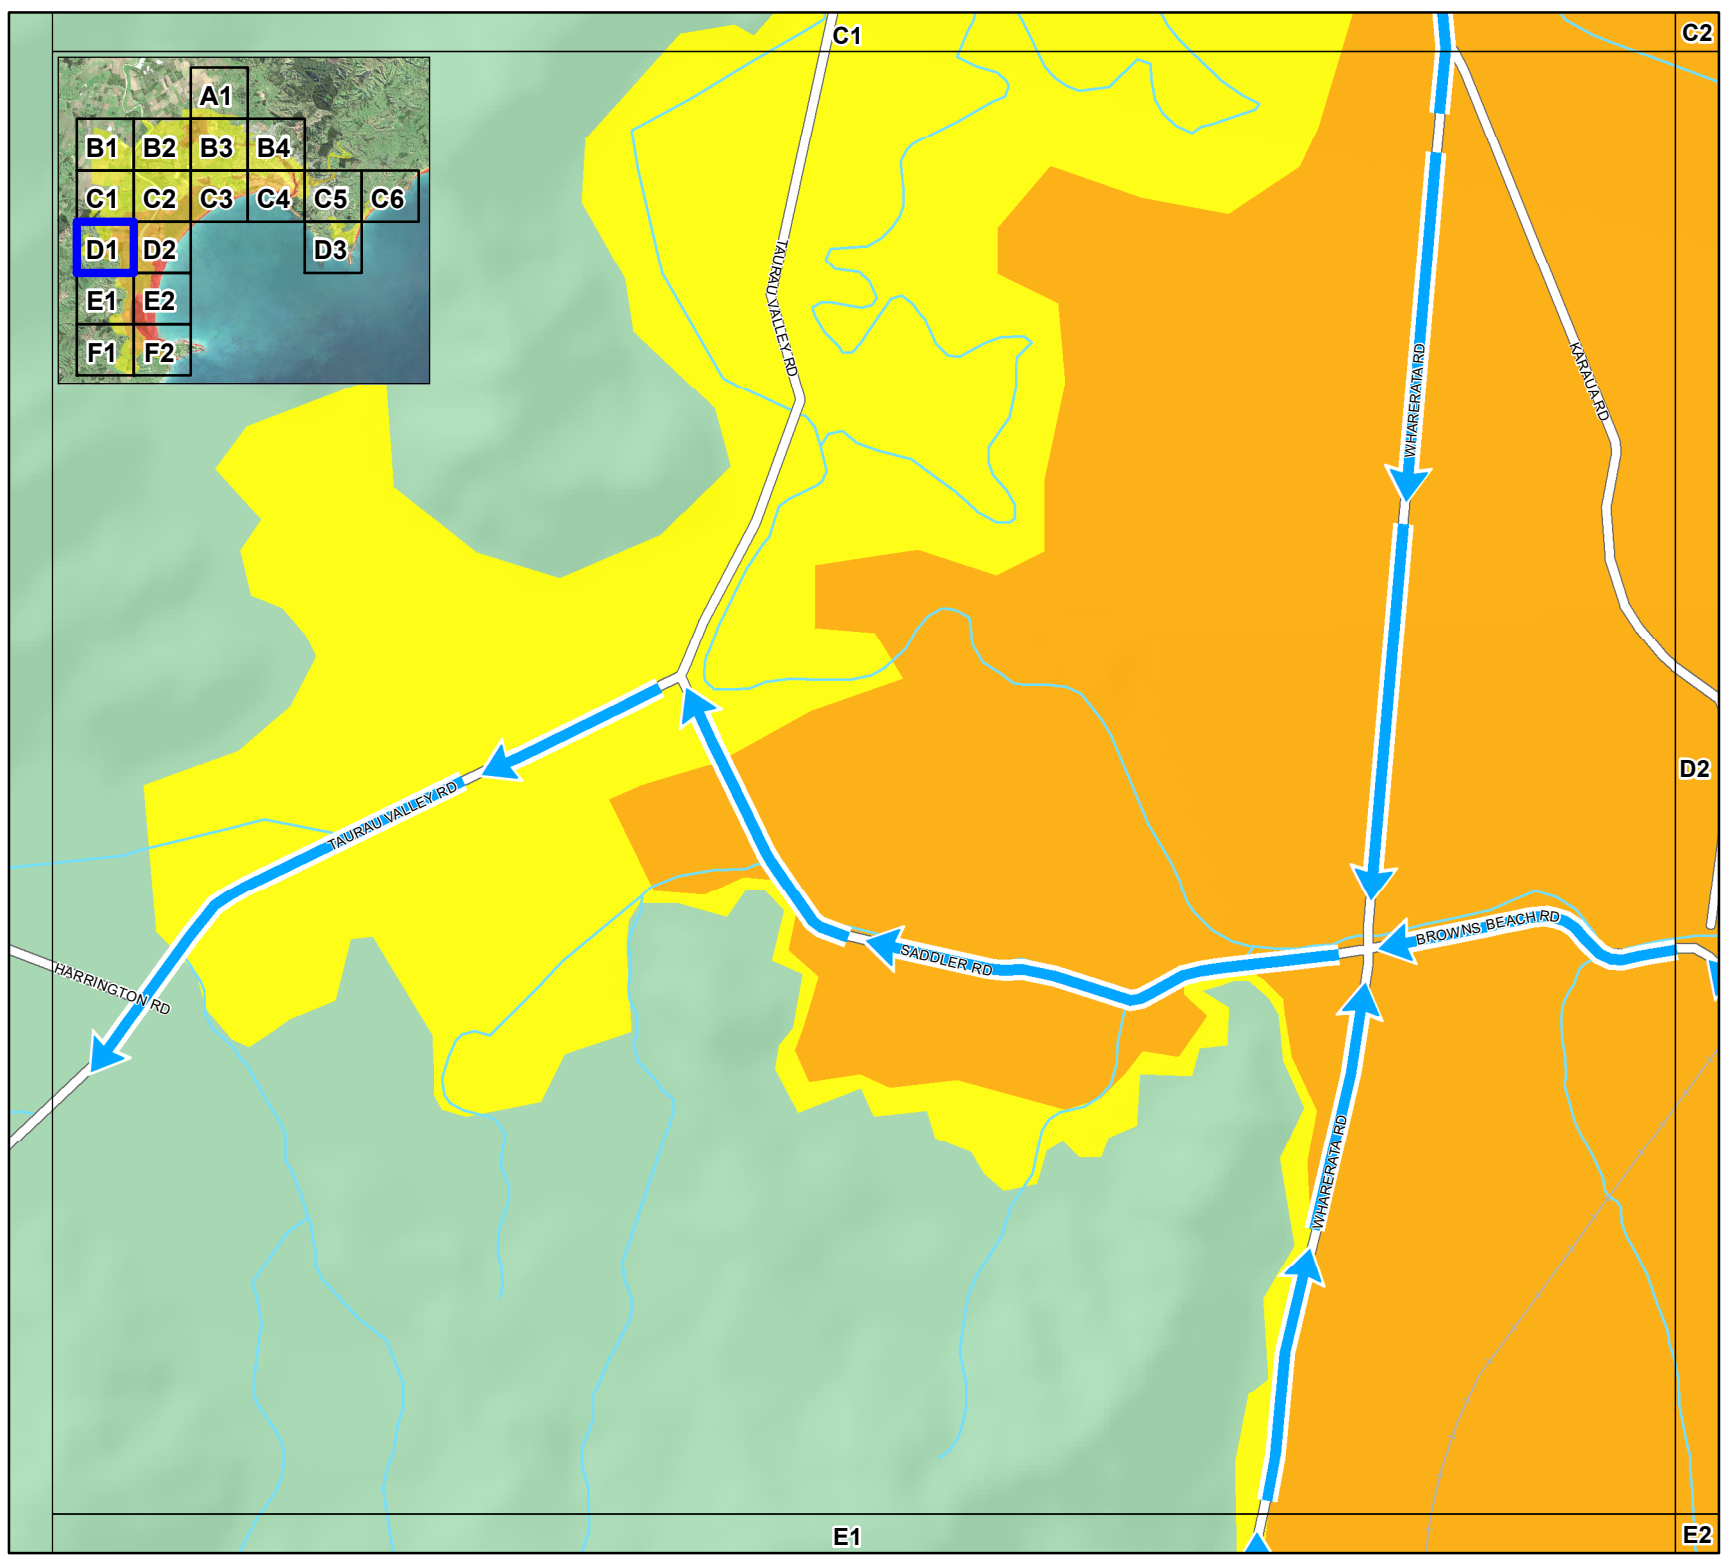 C1
C2
A1
B1 B2 B3 B4
C1 C2 C3 C4 C5 C6
D1 D2 D3
E1 E2
F1 F2
TAURAU VALLEY RD
WHARERATA RD
KARAUA RD
D2
TAURAU VALLEY RD
BROWNS BEACH RD
SADDLER RD
HARRINGTON RD
WHARERATA RD
E1
E2